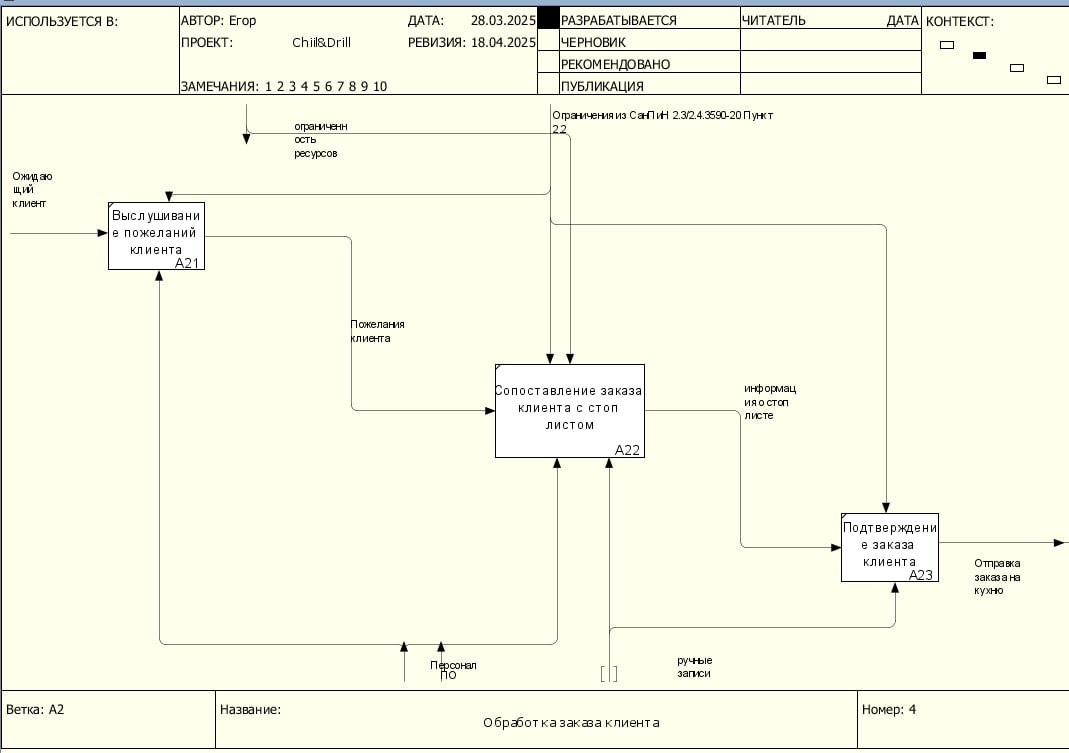 ИСПОЛЬЗУЕТСЯ В:
АВТОР: Егор
ДАТА: 28.03.2025
РАЗРАБАТЫВАЕТСЯ
ЧИТАТЕЛЬ
ДАТА
КОНТЕКСТ:
ПРОЕКТ: Chiil&Drill
РЕВИЗИЯ: 18.04.2025
ЧЕРНОВИК
РЕКОМЕНДОВАНО
ЗАМЕЧАНИЯ: 1 2 3 4 5 6 7 8 9 10
ПУБЛИКАЦИЯ
ограниченн
ость
ресурсов
Ограничения из СанПиН 2.3/2.4.3590-20 Пункт
2.2
Ожидаю
щий
клиент
Выслушивани
е пожеланий
клиента
A21
Пожелания
клиента
Сопоставление заказа
клиента с стоп
листом
A22
информац
ия о стоп
листе
Подтверждени
е заказа
клиента
A23
Отправка
заказа на
кухню
Персонал
ПО
ручные
записи
Ветка: A2
Название:
Обработка заказа клиента
Номер: 4